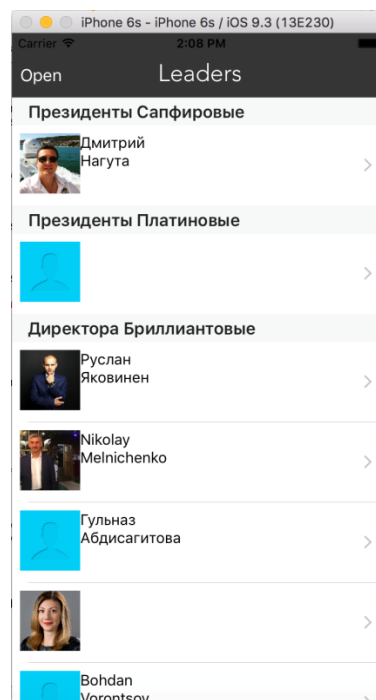 iPhone 6s - iPhone 6s / iOS 9.3 (13E230)
Carrier 2:08 PM
Open Leaders
Президенты Сапфировые
Дмитрий
Нагута
Президенты Платиновые
Директора Бриллиантовые
Руслан
Яковинен
Nikolay
Melnichenko
Гульназ
Абдисагитова
Bohdan
Vorontsov